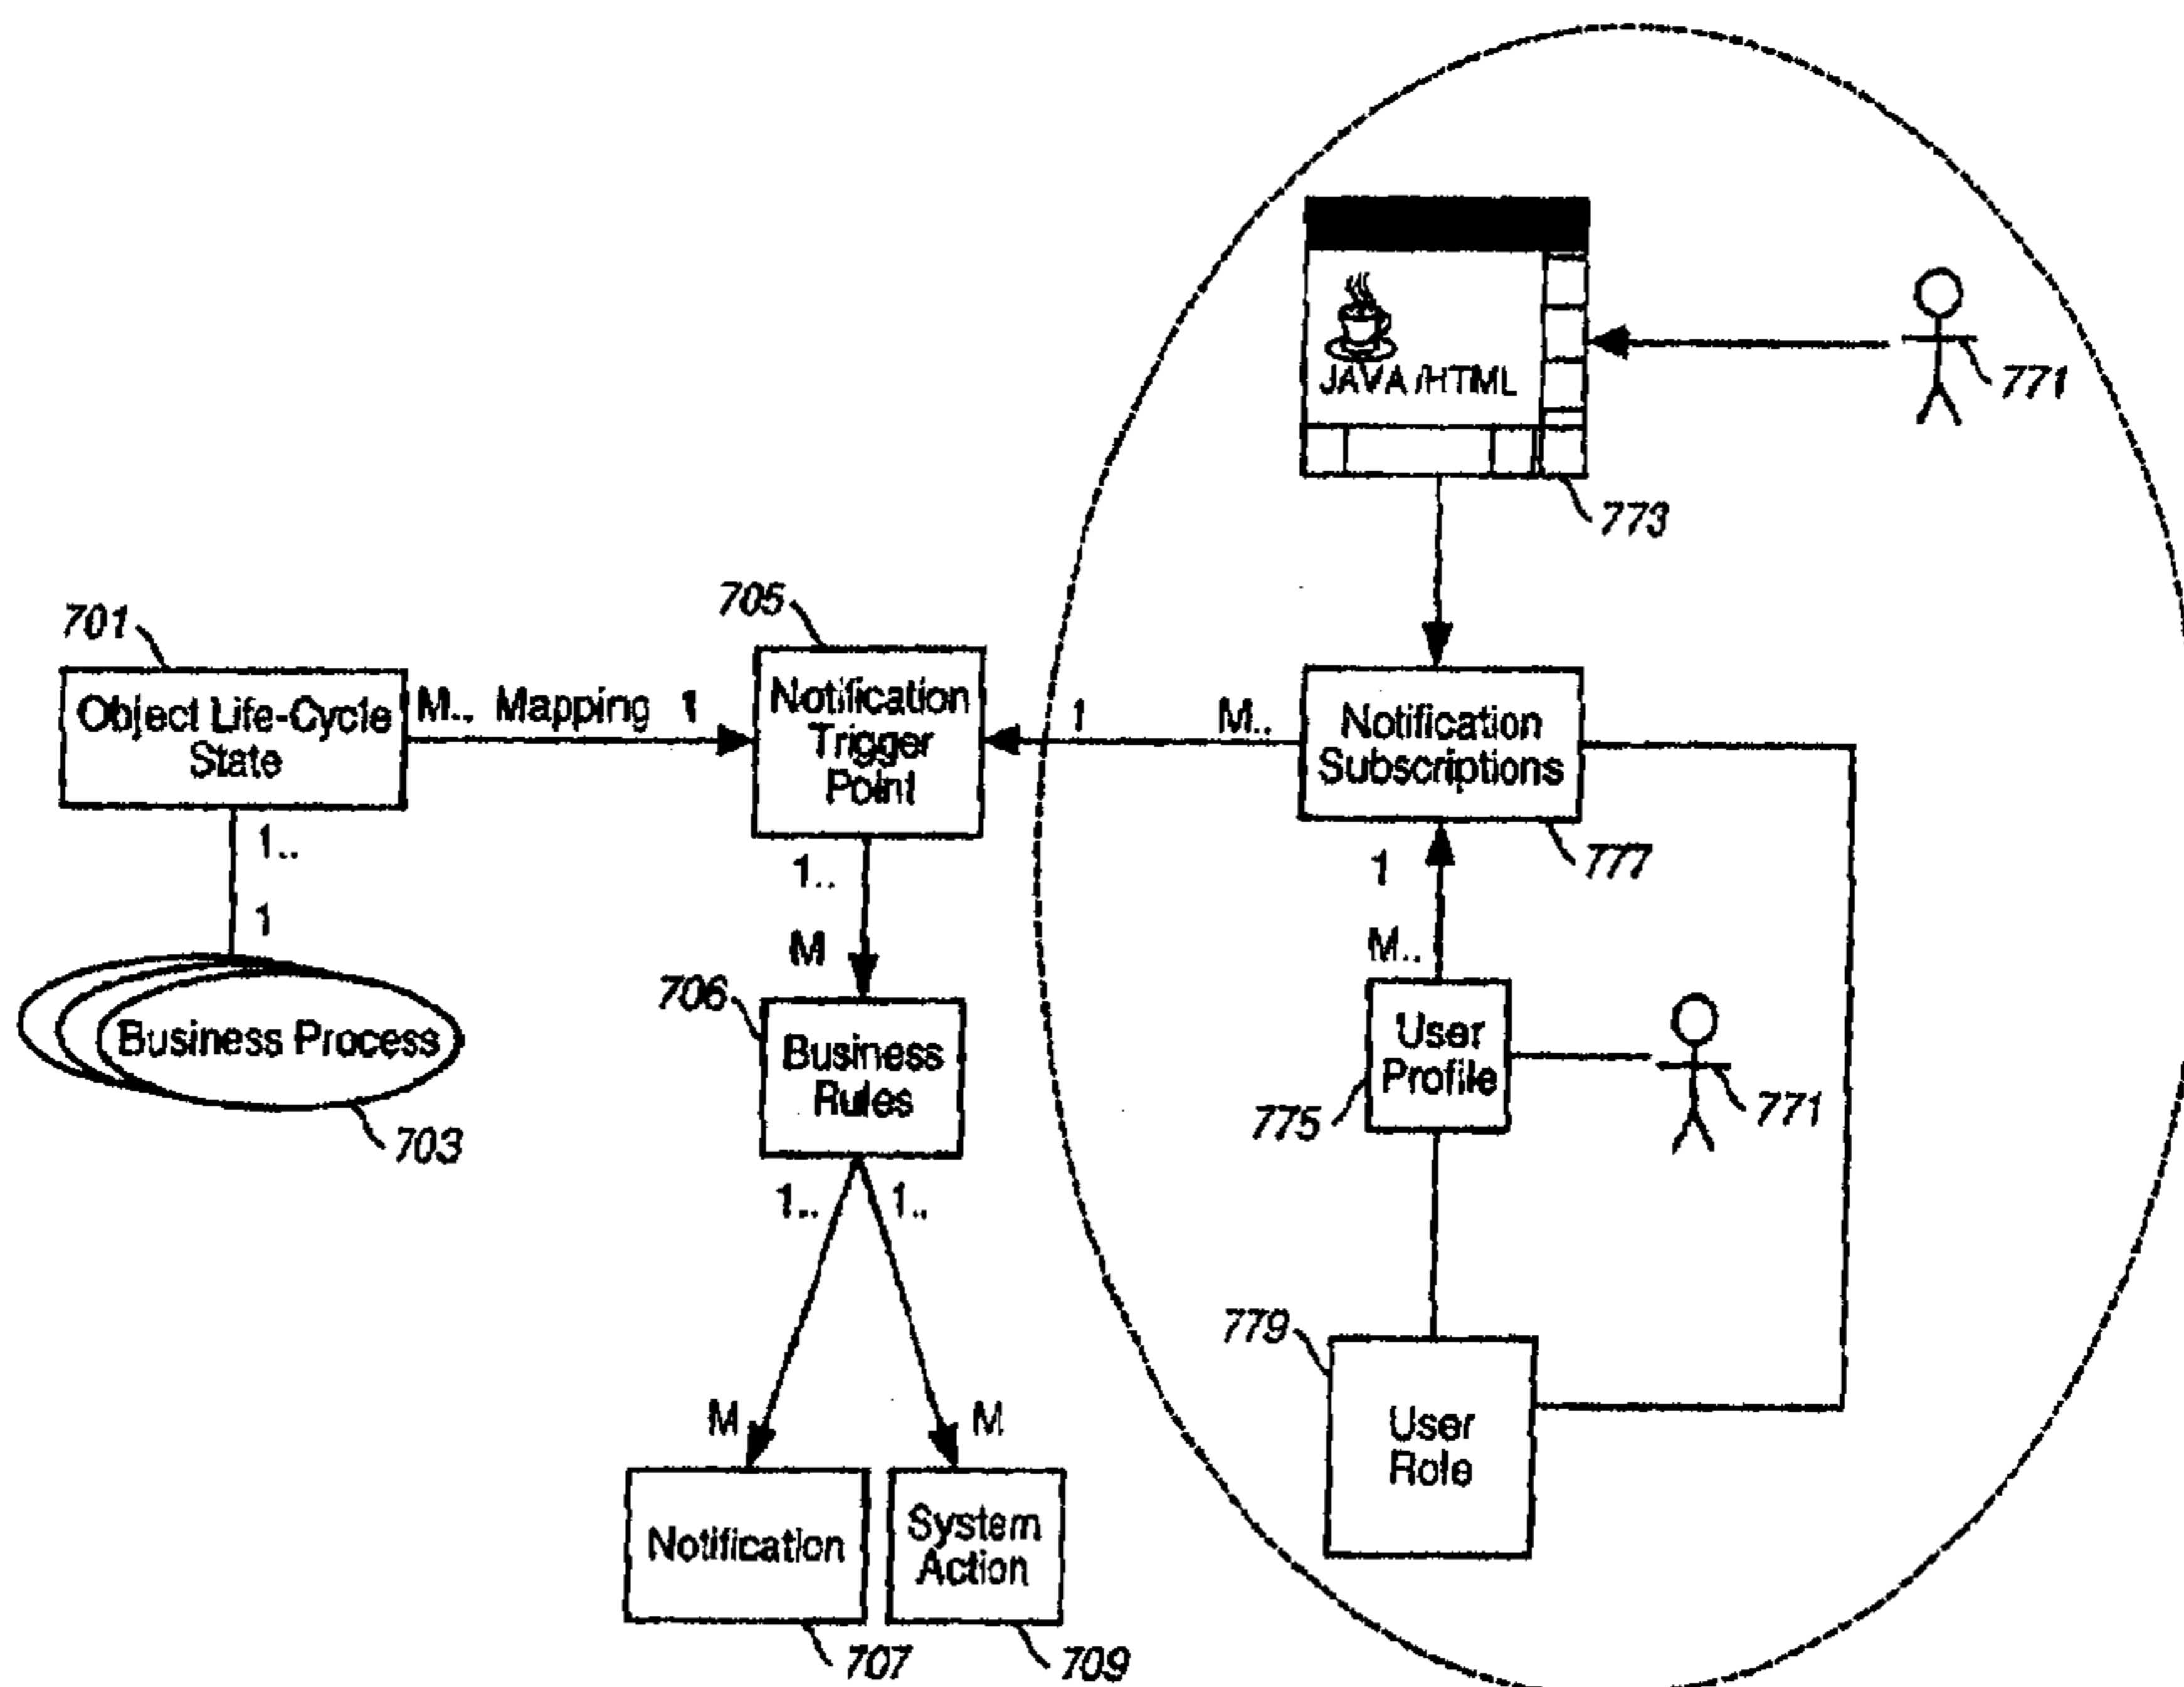 JAVA /HTML
771
773
705
701
Object Life-Cycle
State
M.. Mapping 1
Notification
Trigger
Point
1
M..
Notification
Subscriptions
777
1..
1
1..
M
1
M..
Business Process
703
706
Business
Rules
User
Profile
775
771
1..
1..
M
M
779
User
Role
Notification
System
Action
707
709